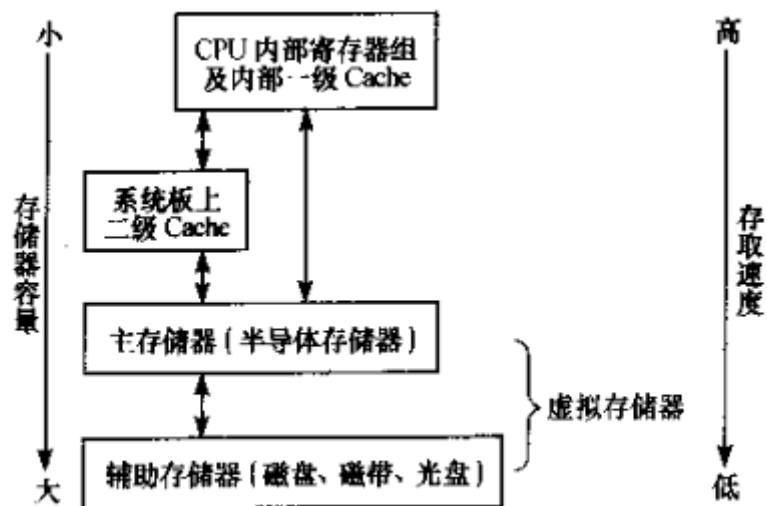 小
高
CPU 内部寄存器组
及内部一级 Cache
系统板上
二级 Cache
存储器容量
存取速度
主存储器(半导体存储器)
虚拟存储器
辅助存储器(磁盘、磁带、光盘)
大
低